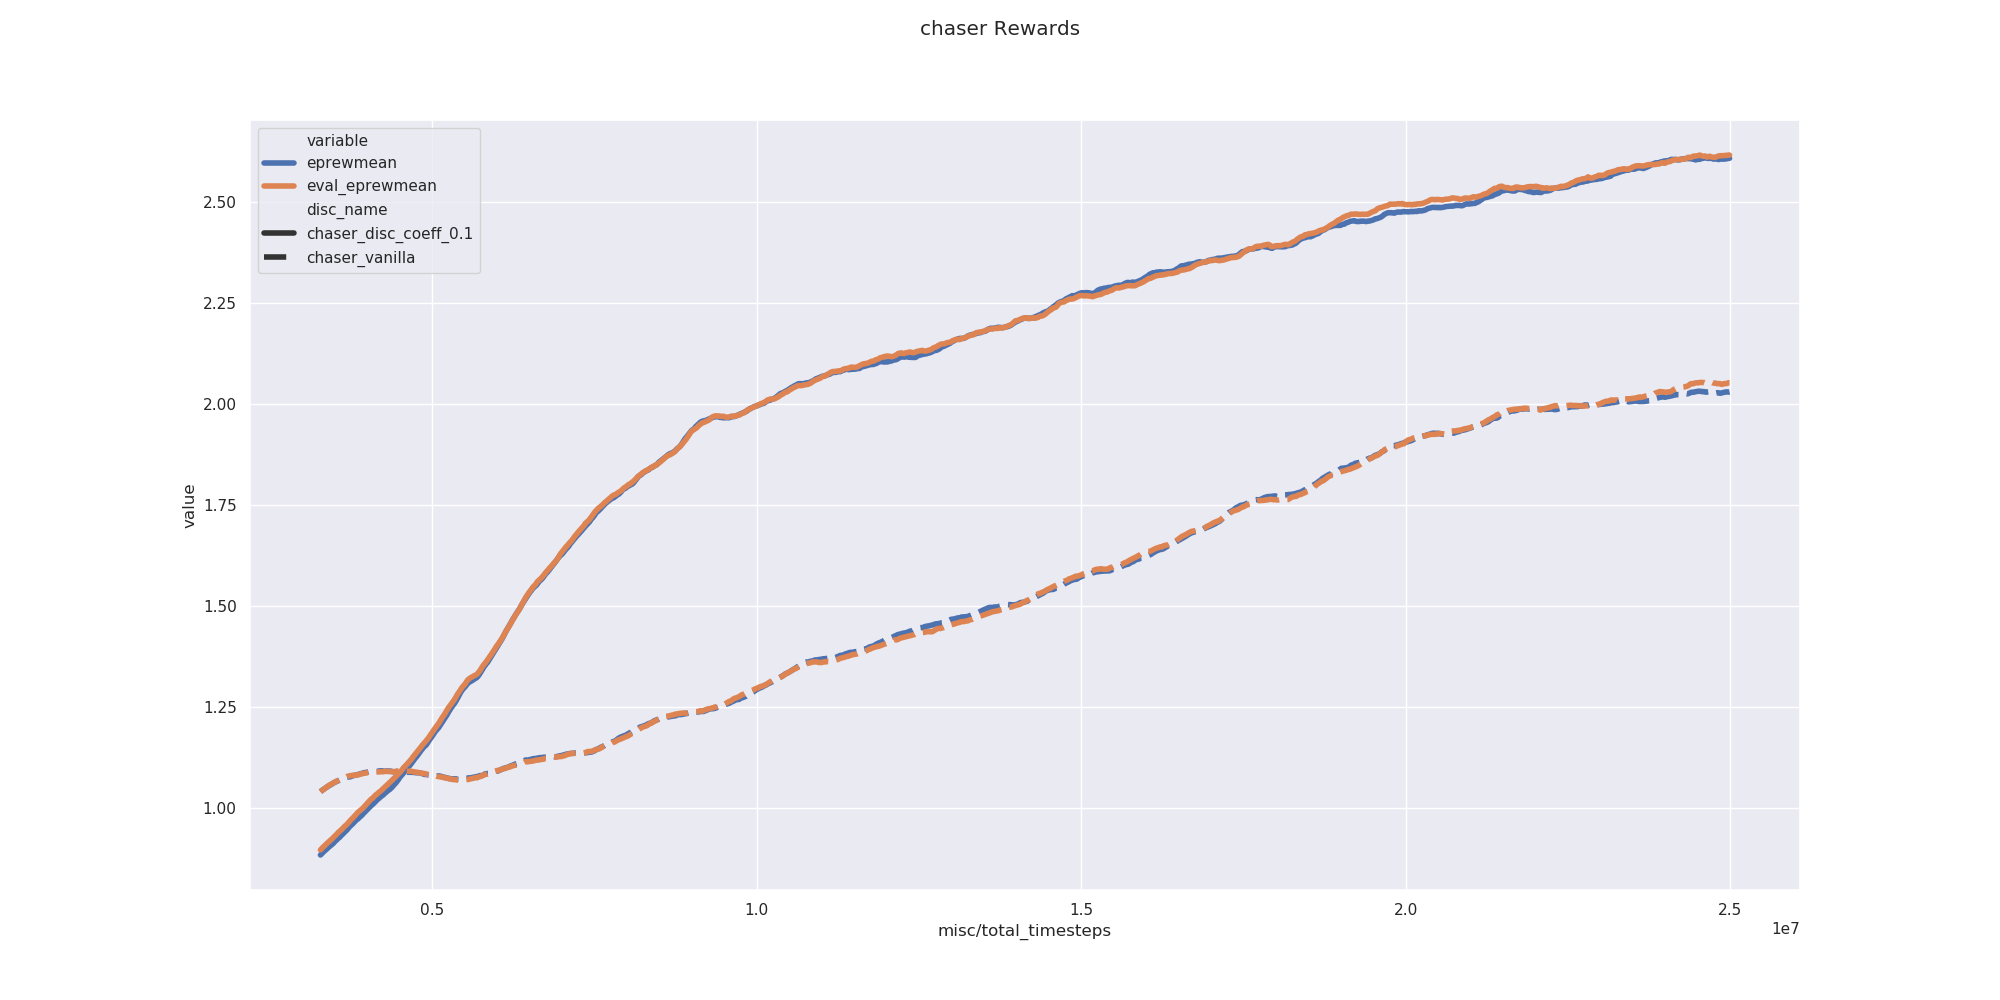 chaser Rewards
variable
eprewmean
eval_eprewmean
disc_name
chaser_disc_coeff_0.1
chaser_vanilla
value
2.50
2.25
2.00
1.75
1.50
1.25
1.00
0.5 1.0 1.5 2.0 2.5
1e7
misc/total_timesteps